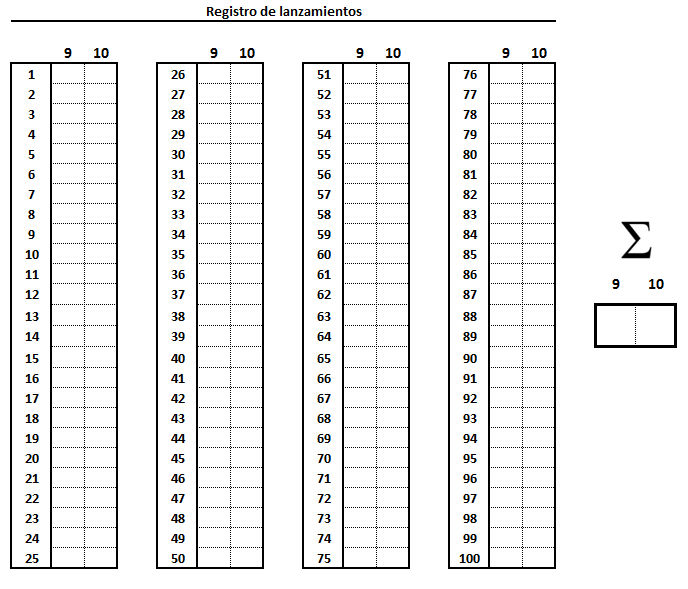 Registro de lanzamientos
9 10 9 10 9 10 9 10
1 26 51 76
2 27 52 77
3 28 53 78
4 29 54 79
5 30 55 80
6 31 56 81
7 32 57 82
8 33 58 83
9 34 59 84
10 35 60 85
11 36 61 86
12 37 62 87
13 38 63 88
14 39 64 89
15 40 65 90
16 41 66 91
17 42 67 92
18 43 68 93
19 44 69 94
20 45 70 95
21 46 71 96
22 47 72 97
23 48 73 98
24 49 74 99
25 50 75 100
Σ
9 10